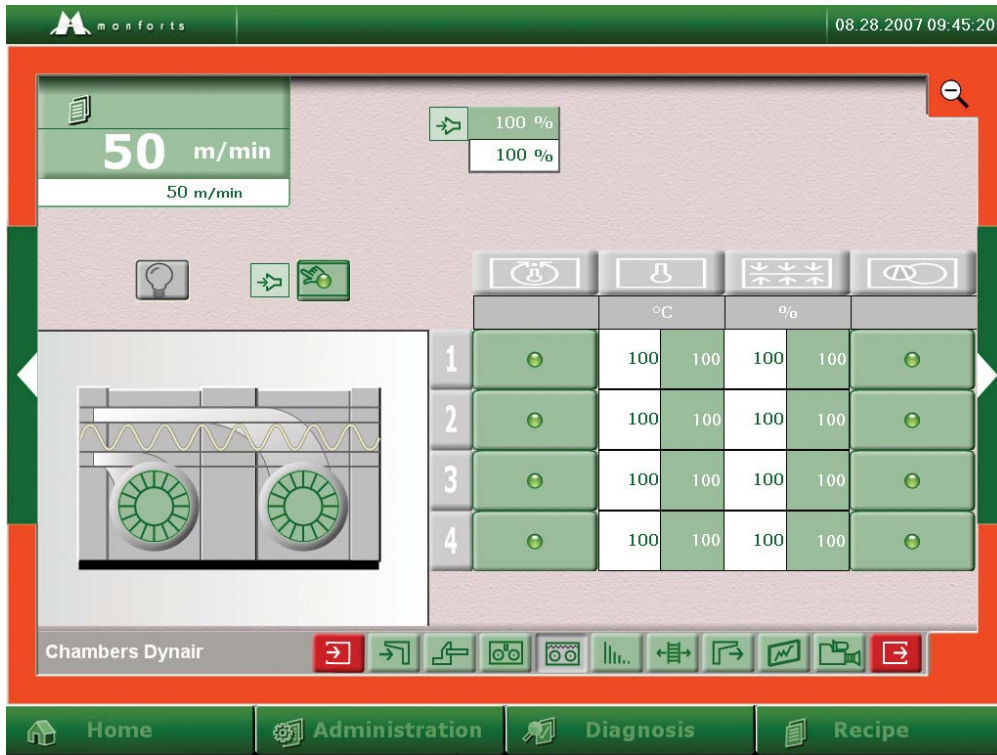 monforts
08.28.2007 09:45:20
50 m/min
50 m/min
100 %
100 %
°C %
1 100 100 100 100
2 100 100 100 100
3 100 100 100 100
4 100 100 100 100
Chambers Dynair
Home Administration Diagnosis Recipe